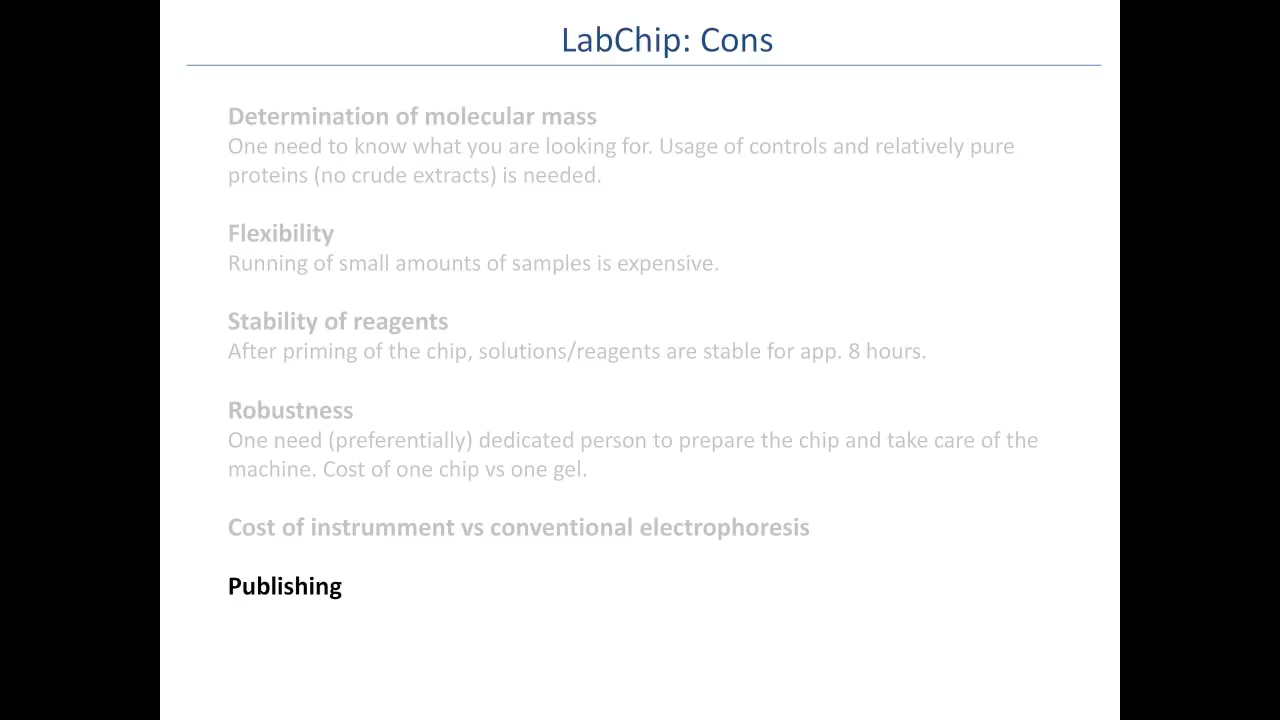 LabChip: Cons
Determination of molecular mass
One need to know what you are looking for. Usage of controls and relatively pure
proteins (no crude extracts) is needed.
Flexibility
Running of small amounts of samples is expensive.
Stability of reagents
After priming of the chip, solutions/reagents are stable for app. 8 hours.
Robustness
One need (preferentially) dedicated person to prepare the chip and take care of the
machine. Cost of one chip vs one gel.
Cost of instrumment vs conventional electrophoresis
Publishing